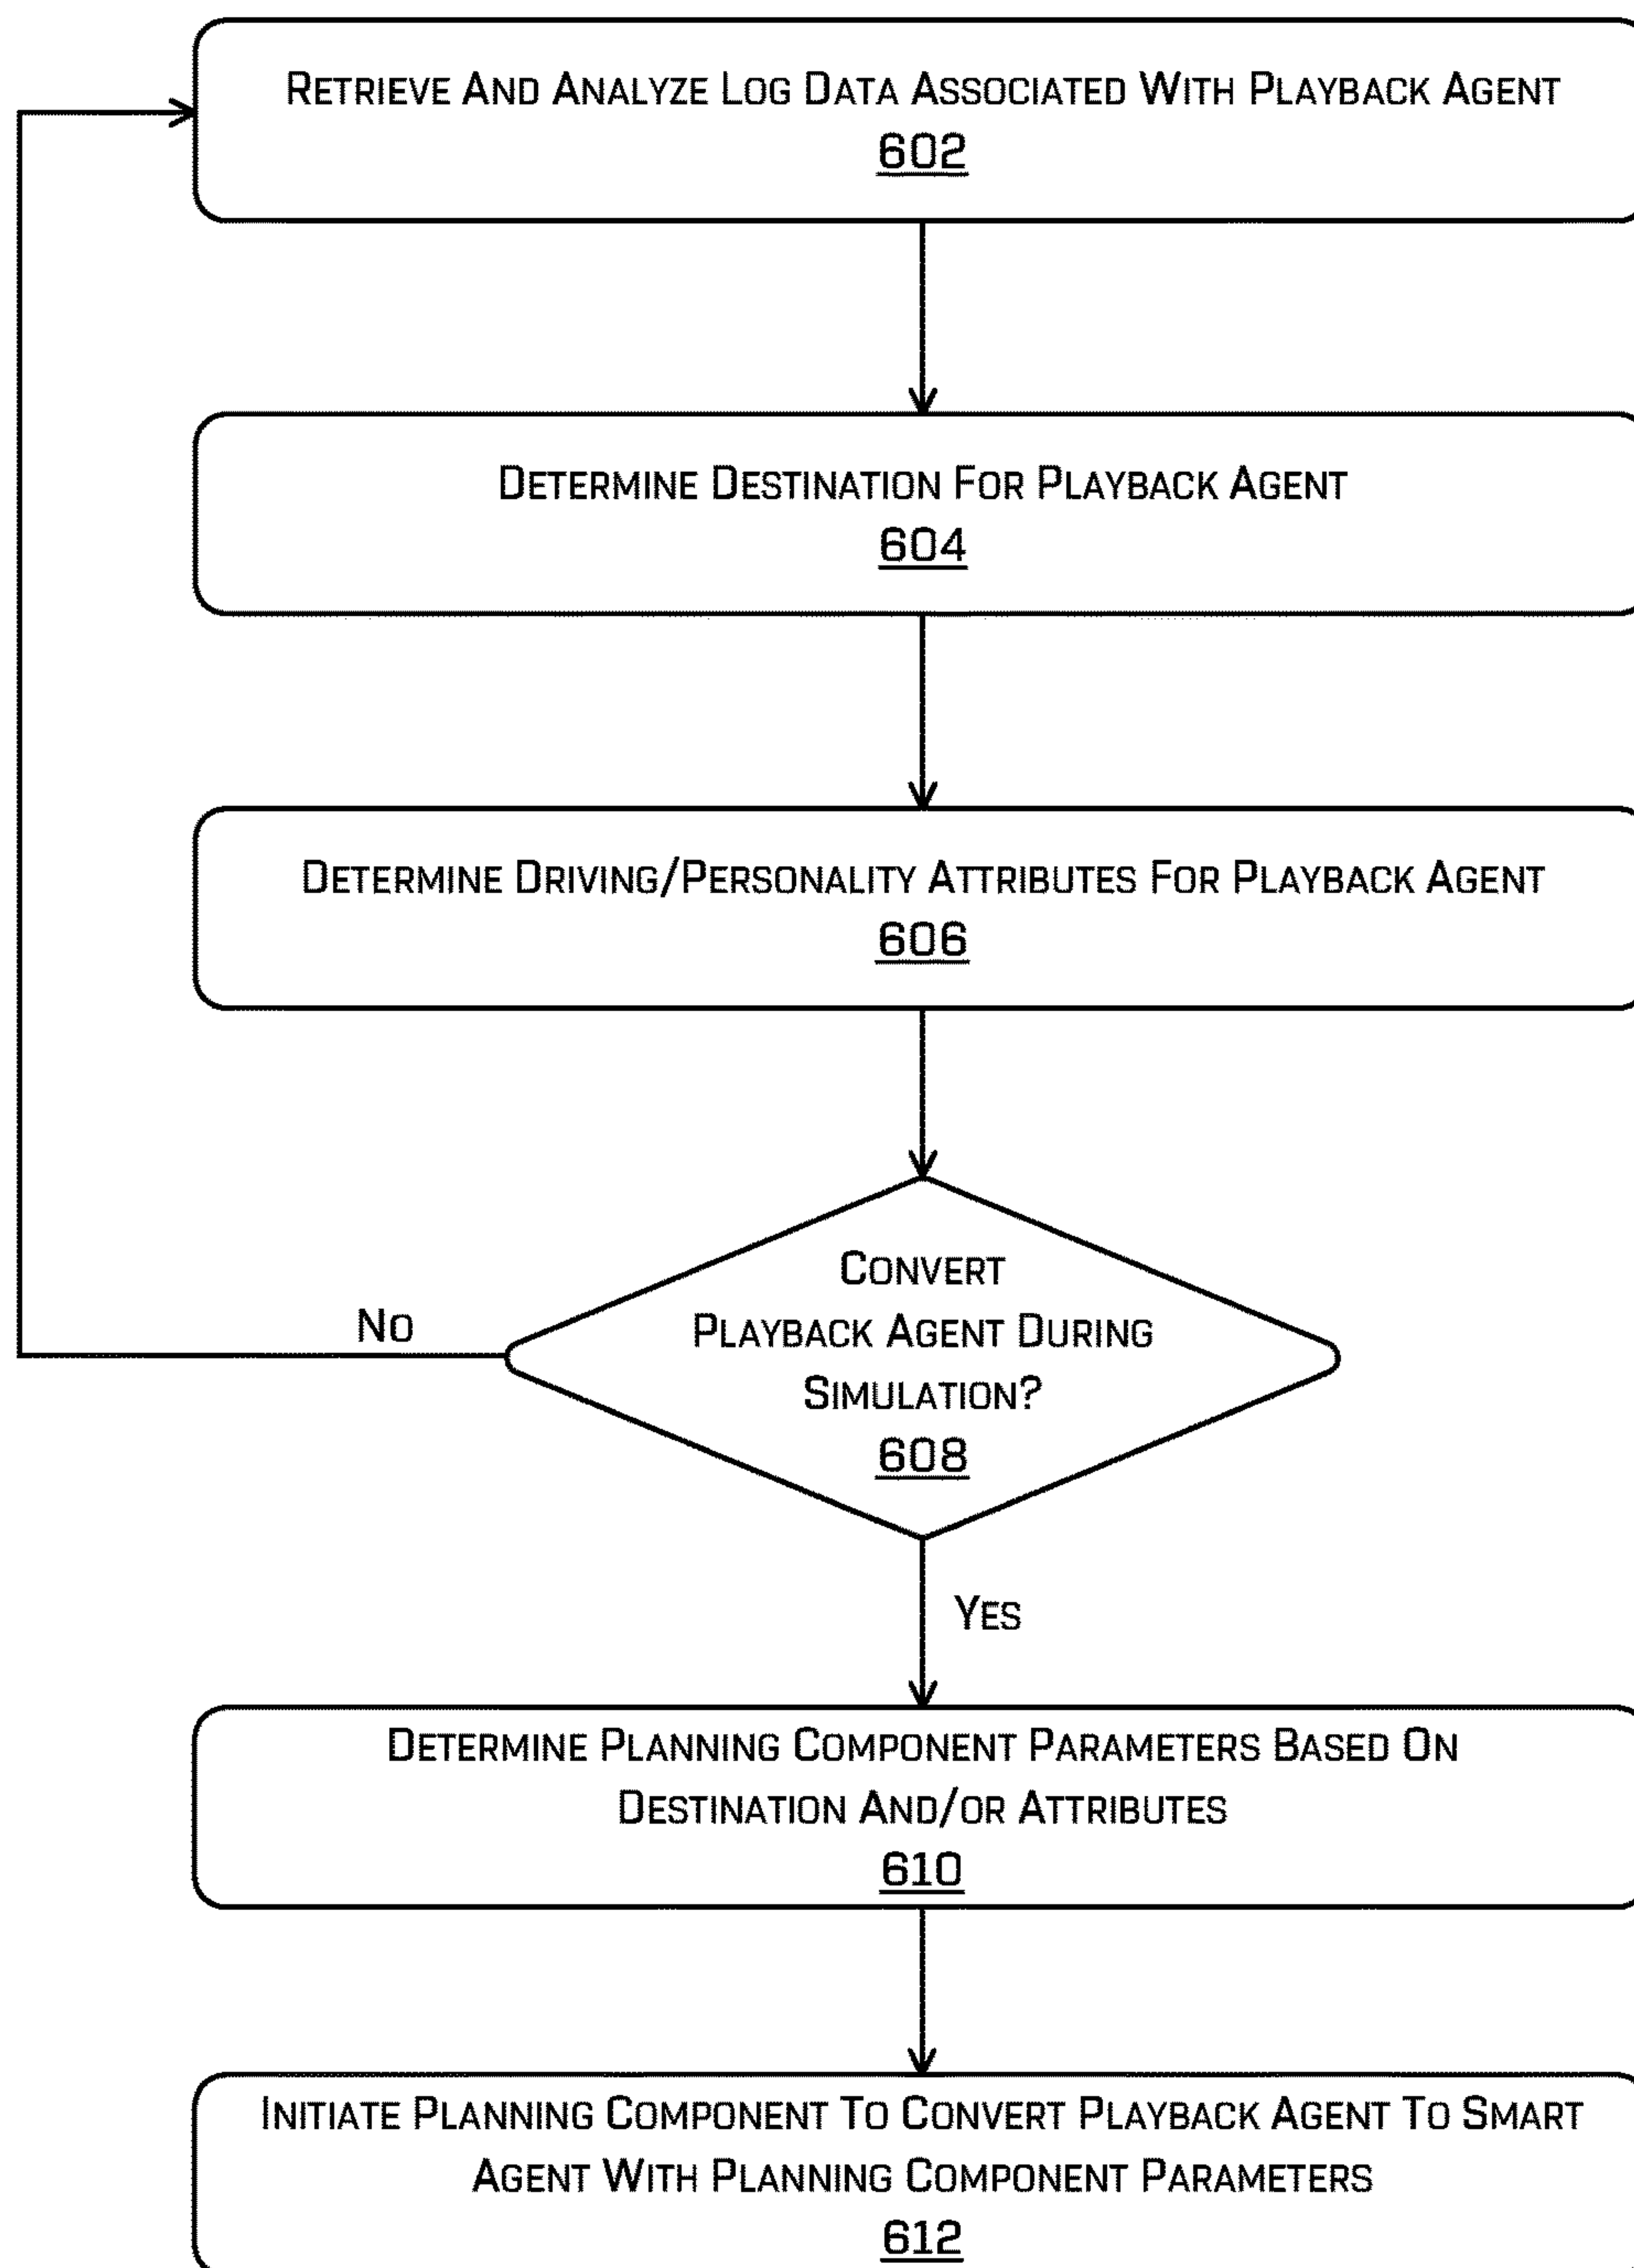 Retrieve And Analyze Log Data Associated With Playback Agent
602
Determine Destination For Playback Agent
604
Determine Driving/Personality Attributes For Playback Agent
606
Convert
Playback Agent During
Simulation?
608
No
Yes
Determine Planning Component Parameters Based On
Destination And/or Attributes
610
Initiate Planning Component To Convert Playback Agent To Smart
Agent With Planning Component Parameters
612